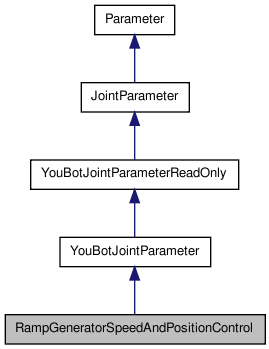 Parameter
JointParameter
YouBotJointParameterReadOnly
YouBotJointParameter
RampGeneratorSpeedAndPositionControl